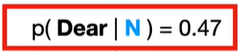 p( Dear | N ) = 0.47